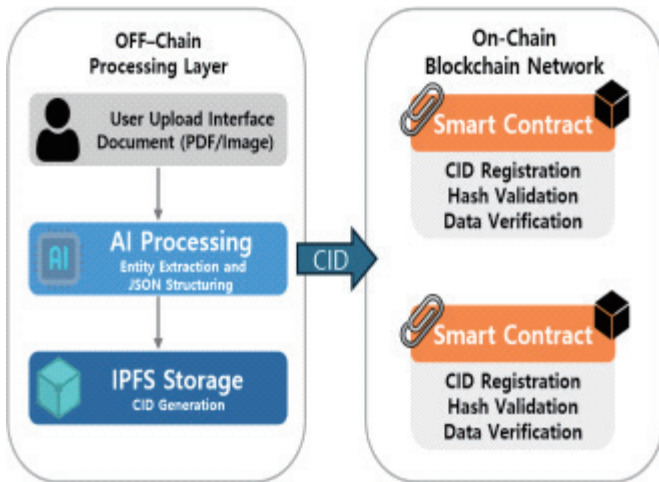 OFF–Chain
Processing Layer
User Upload Interface
Document (PDF/Image)
AI
AI Processing
Entity Extraction and
JSON Structuring
IPFS Storage
CID Generation
CID
On-Chain
Blockchain Network
Smart Contract
CID Registration
Hash Validation
Data Verification
Smart Contract
CID Registration
Hash Validation
Data Verification